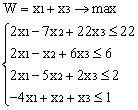 W = x1 + x3 → max
2x1 - 7x2 + 22x3 ≤ 22
2x1 - x2 + 6x3 ≤ 6
2x1 - 5x2 + 2x3 ≤ 2
-4x1 + x2 + x3 ≤ 1